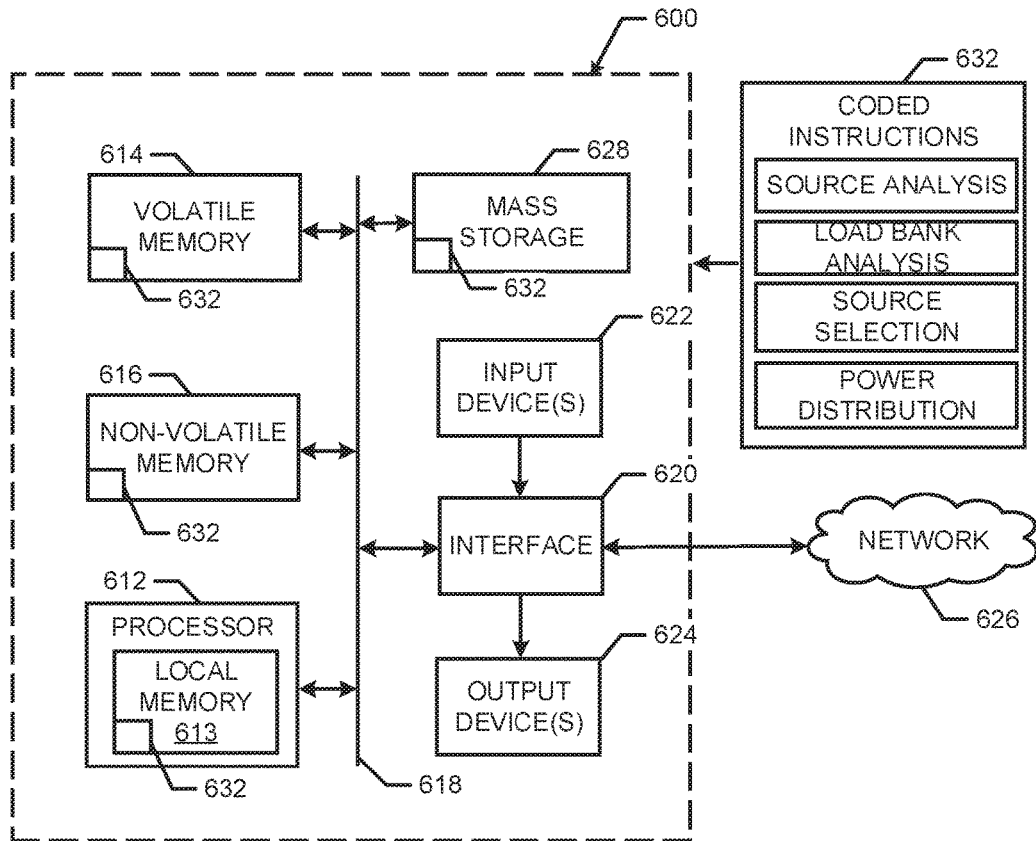 600
632
CODED
INSTRUCTIONS
SOURCE ANALYSIS
LOAD BANK
ANALYSIS
SOURCE
SELECTION
POWER
DISTRIBUTION
614
VOLATILE
MEMORY
632
628
MASS
STORAGE
632
622
INPUT
DEVICE(S)
616
NON-VOLATILE
MEMORY
632
620
INTERFACE
NETWORK
626
612
PROCESSOR
LOCAL
MEMORY
613
632
624
OUTPUT
DEVICE(S)
618